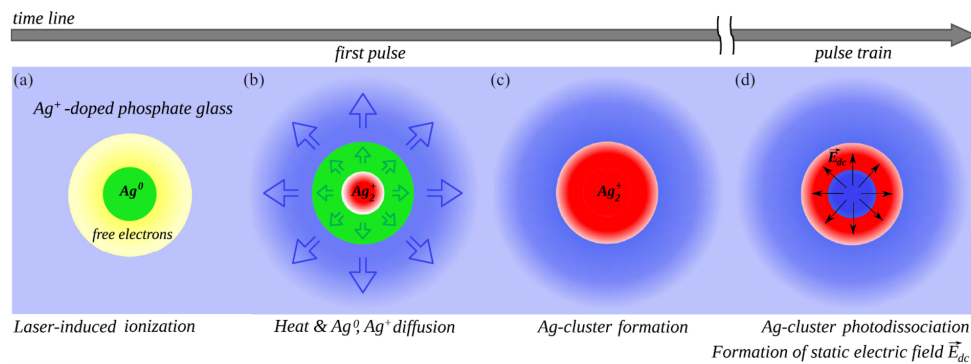 time line
first pulse
pulse train
(a)
(b)
(c)
(d)
Ag⁺-doped phosphate glass
Ag⁰
free electrons
Ag₂⁺
Ag₂⁺
E⃗dc
Laser-induced ionization
Heat & Ag⁰, Ag⁺ diffusion
Ag-cluster formation
Ag-cluster photodissociation
Formation of static electric field E⃗dc